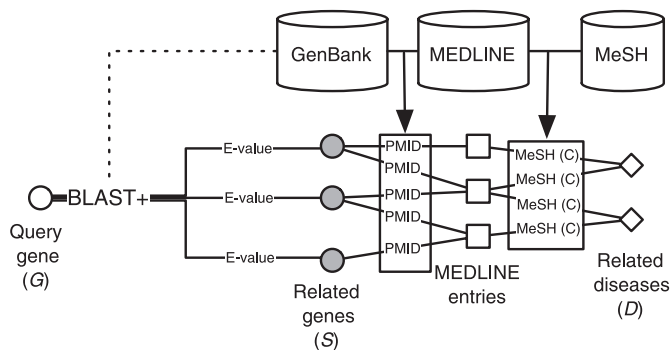 GenBank
MEDLINE
MeSH
E-value
PMID
MeSH (C)
PMID
MeSH (C)
BLAST+
E-value
PMID
PMID
MeSH (C)
MeSH (C)
Query
gene
(G)
E-value
PMID
Related
genes
(S)
MEDLINE
entries
Related
diseases
(D)